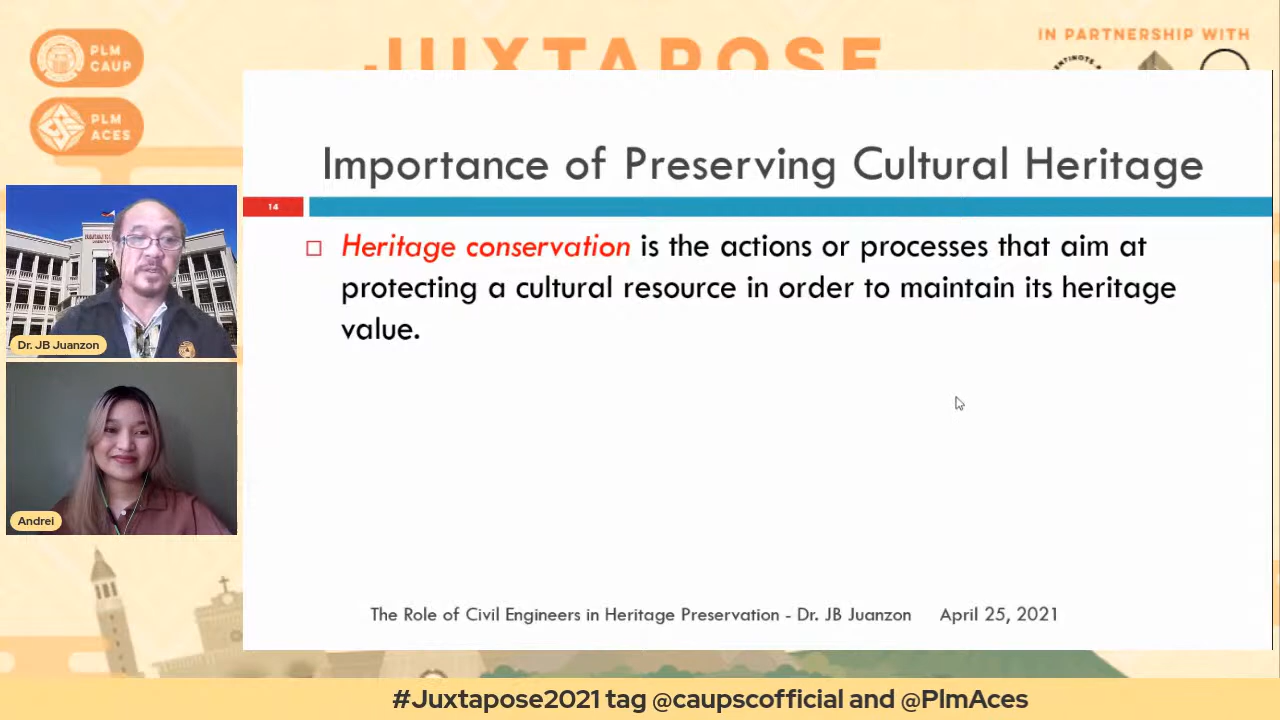 PLM
CAUP
PLM
ACES
JUXTAPOSE
IN PARTNERSHIP WITH
Importance of Preserving Cultural Heritage
14
Heritage conservation is the actions or processes that aim at
protecting a cultural resource in order to maintain its heritage
value.
Dr. JB Juanzon
Andrei
The Role of Civil Engineers in Heritage Preservation - Dr. JB Juanzon April 25, 2021
#Juxtapose2021 tag @caupscofficial and @PlmAces